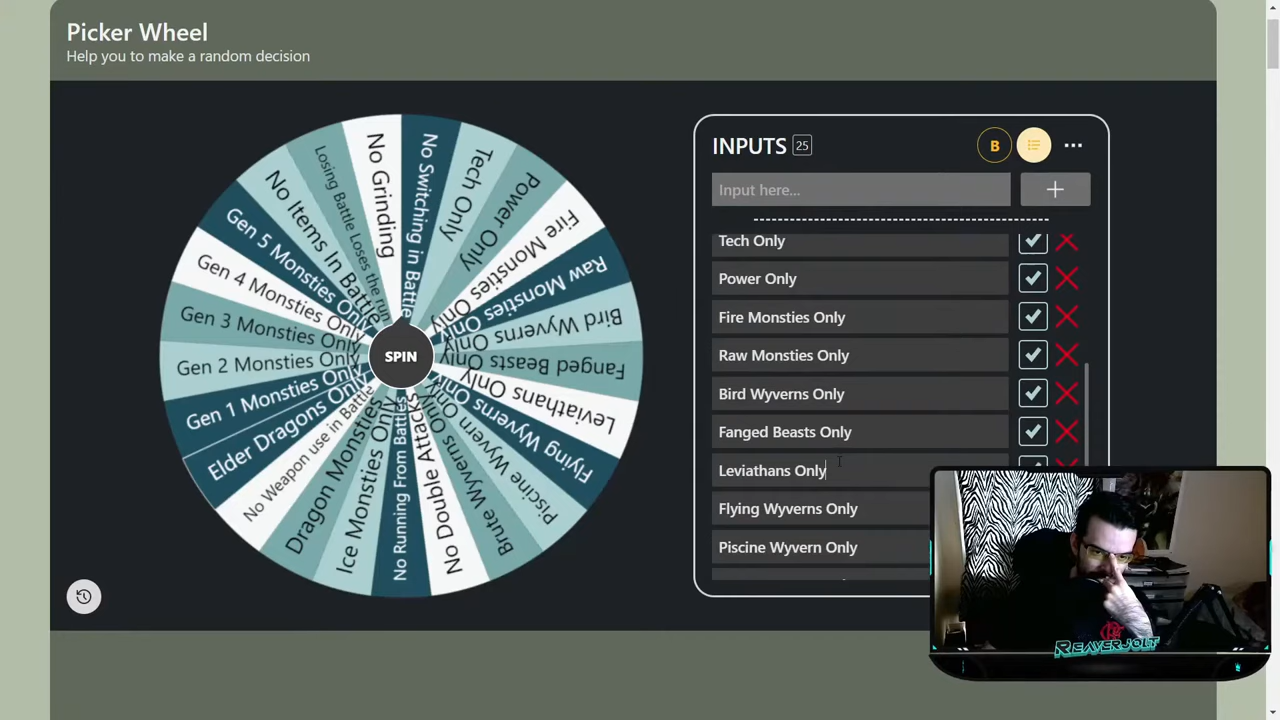 Picker Wheel
Help you to make a random decision
No Switching in Battle
Tech Only
Power Only
Fire Monsties Only
Raw Monsties Only
Bird Wyverns Only
Fanged Beasts Only
Leviathans Only
Flying Wyverns Only
Piscine Wyvern Only
Brute Wyverns Only
No Double Attacks
No Running From Battles
Ice Monsties Only
Dragon Monsties Only
No Weapon use in Battle
Elder Dragons Only
Gen 1 Monsties Only
Gen 2 Monsties Only
Gen 3 Monsties Only
Gen 4 Monsties Only
Gen 5 Monsties Only
No Items In Battle
Losing Battle Loses the run
No Grinding
SPIN
INPUTS 25
B
Input here...
+
Tech Only
Power Only
Fire Monsties Only
Raw Monsties Only
Bird Wyverns Only
Fanged Beasts Only
Leviathans Only
Flying Wyverns Only
Piscine Wyvern Only
REAVERJOLT